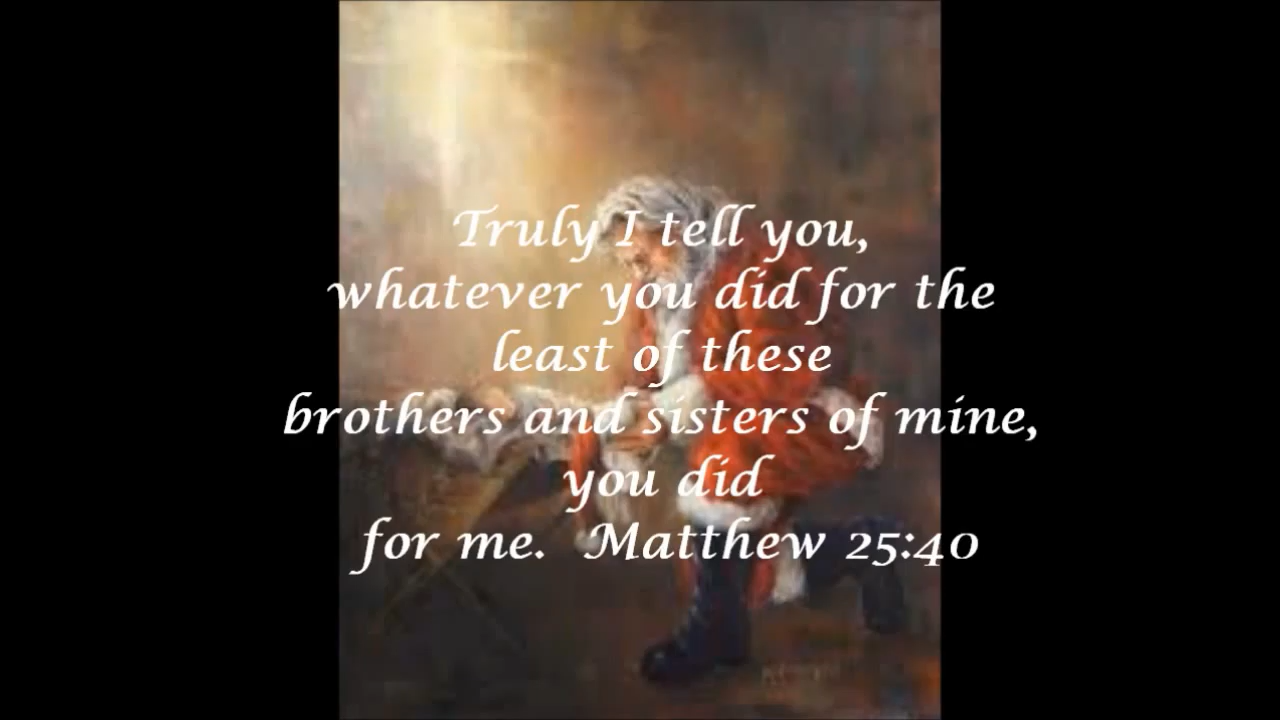 Truly I tell you,
whatever you did for the
least of these
brothers and sisters of mine,
you did
for me.  Matthew 25:40